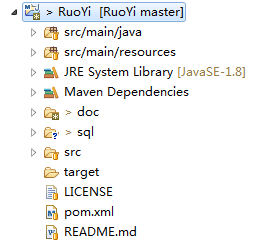 > RuoYi [RuoYi master]
src/main/java
src/main/resources
JRE System Library [JavaSE-1.8]
Maven Dependencies
> doc
> sql
src
target
LICENSE
pom.xml
README.md